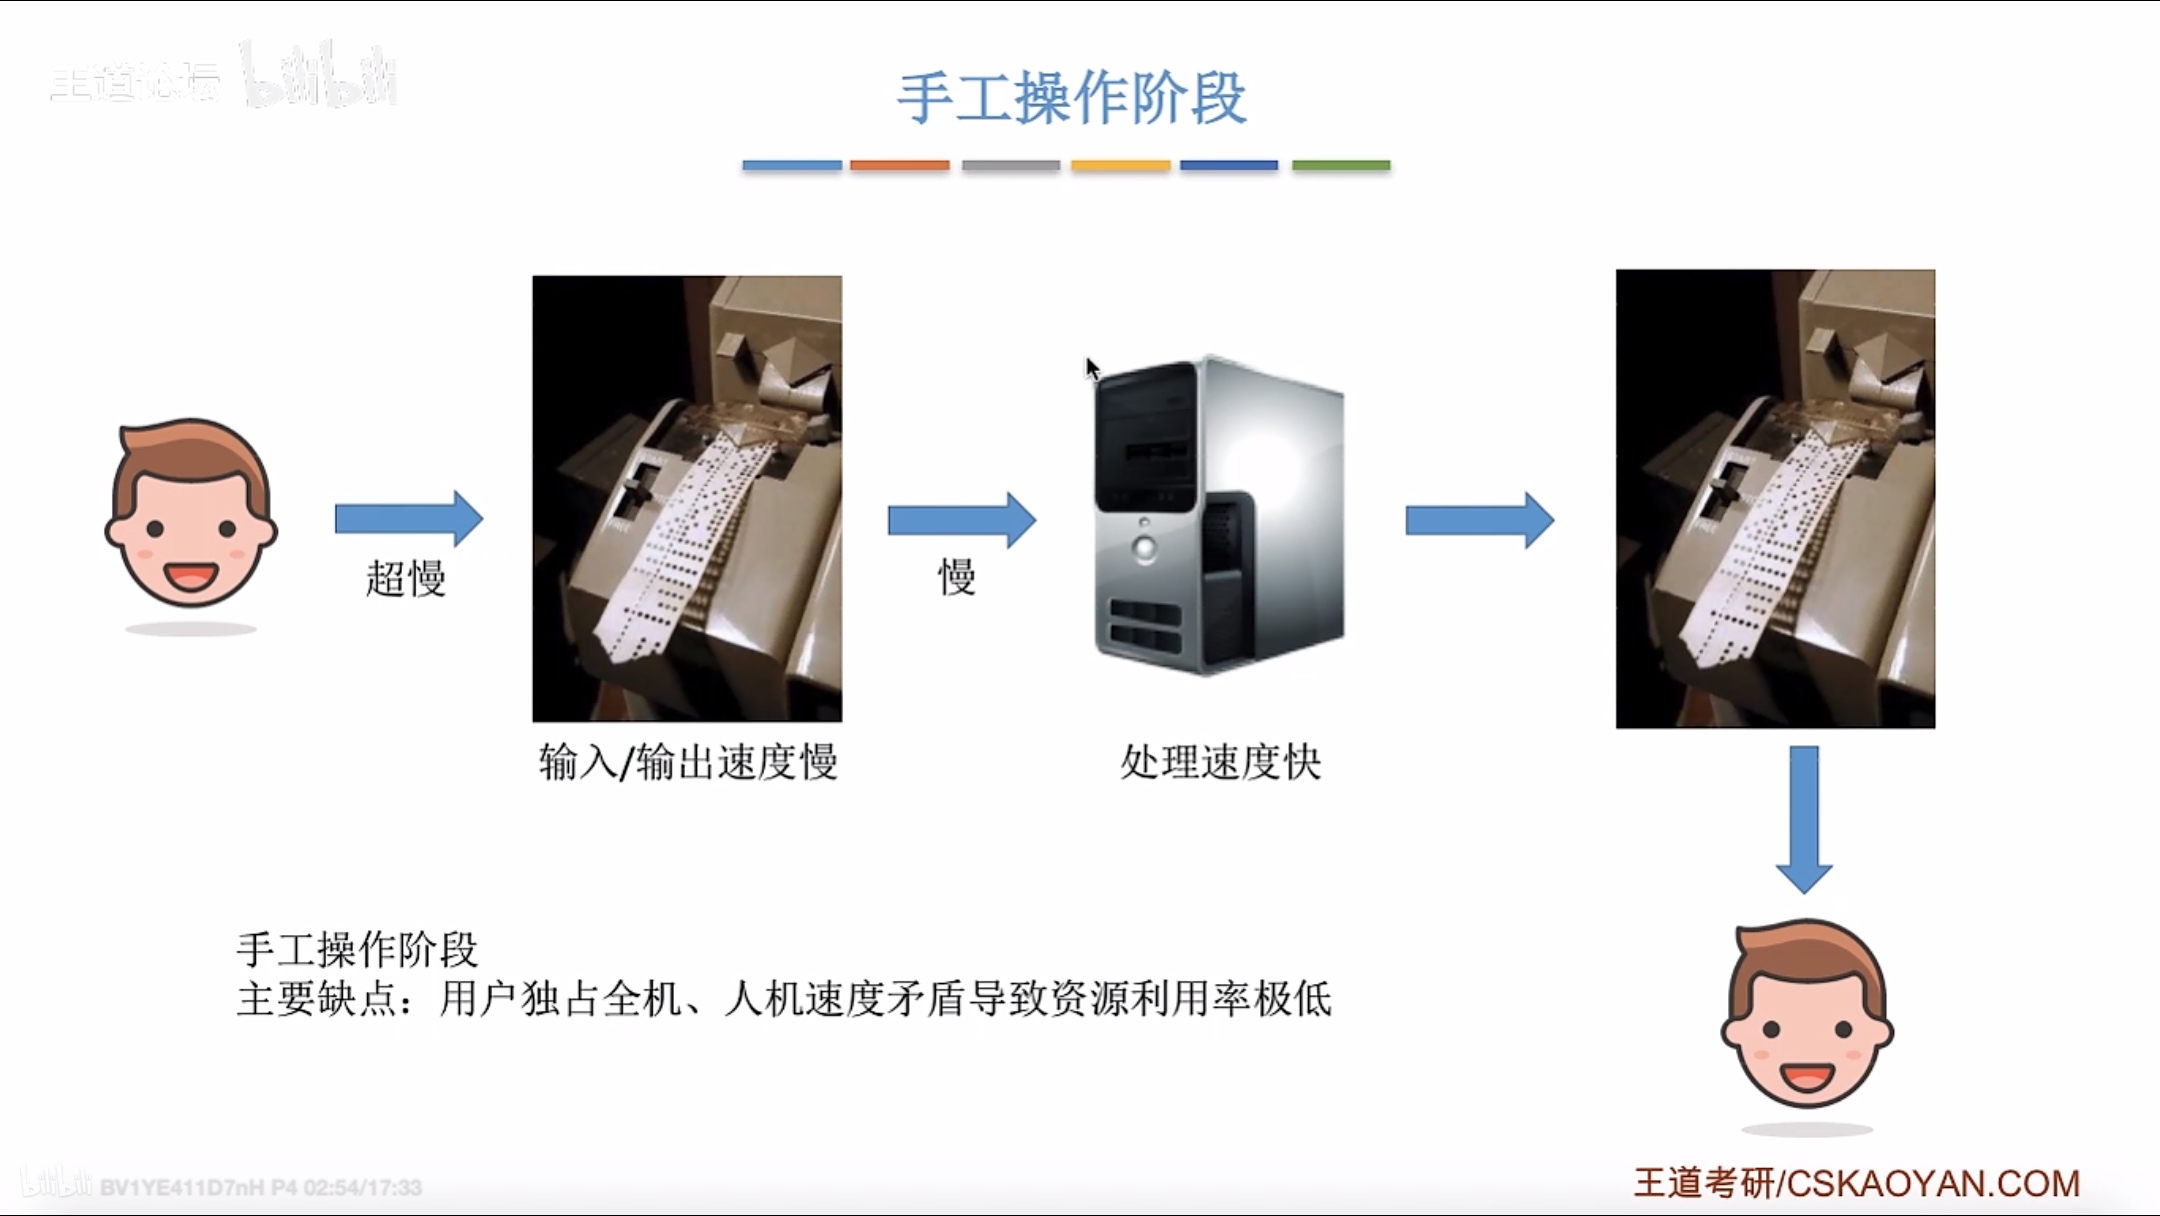 王道论坛 bilibili
手工操作阶段
超慢
慢
输入/输出速度慢
处理速度快
手工操作阶段
主要缺点：用户独占全机、人机速度矛盾导致资源利用率极低
王道考研/CSKAOYAN.COM
bilibili BV1YE411D7nH P4 02:54/17:33